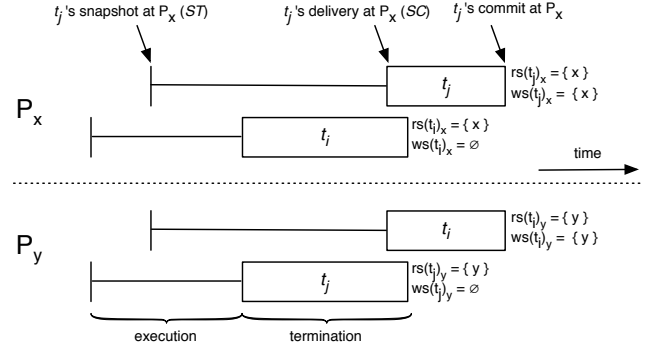 tj's snapshot at Px (ST)
tj's delivery at Px (SC)
tj's commit at Px
Px
tj
rs(tj)x = { x }
ws(tj)x = { x }
ti
rs(ti)x = { x }
ws(ti)x = ∅
time
Py
ti
rs(ti)y = { y }
ws(ti)y = { y }
tj
rs(tj)y = { y }
ws(tj)y = ∅
execution
termination